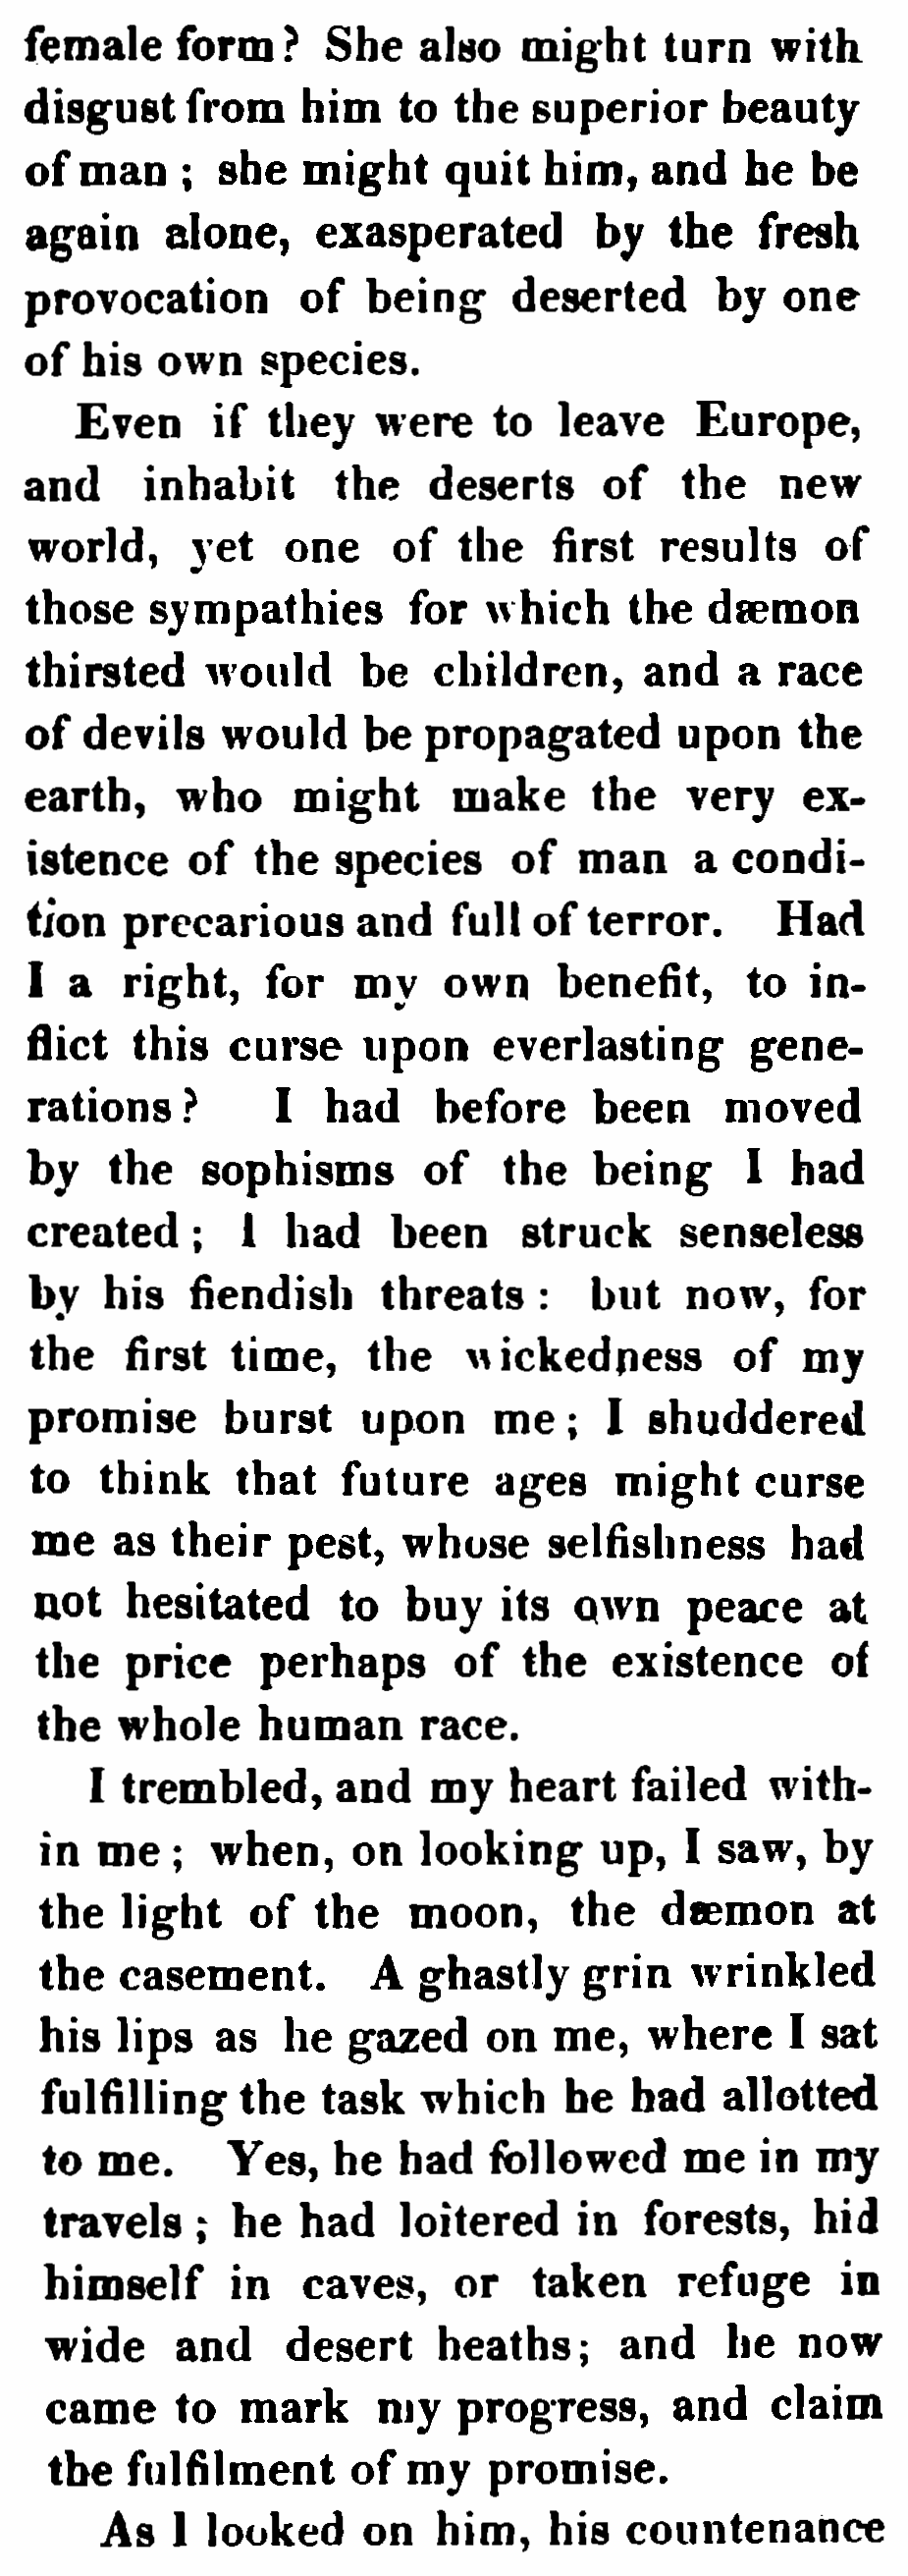 female form? She also might turn with
disgust from him to the superior beauty
of man ; she might quit him, and he be
again alone, exasperated by the fresh
provocation of being deserted by one
of his own species.
Even if they were to leave Europe,
and inhabit the deserts of the new
world, yet one of the first results of
those sympathies for which the dæmon
thirsted would be children, and a race
of devils would be propagated upon the
earth, who might make the very ex-
istence of the species of man a condi-
tion precarious and full of terror. Had
I a right, for my own benefit, to in-
flict this curse upon everlasting gene-
rations? I had before been moved
by the sophisms of the being I had
created ; I had been struck senseless
by his fiendish threats : but now, for
the first time, the wickedness of my
promise burst upon me ; I shuddered
to think that future ages might curse
me as their pest, whose selfishness had
not hesitated to buy its own peace at
the price perhaps of the existence of
the whole human race.
I trembled, and my heart failed with-
in me ; when, on looking up, I saw, by
the light of the moon, the dæmon at
the casement. A ghastly grin wrinkled
his lips as he gazed on me, where I sat
fulfilling the task which he had allotted
to me. Yes, he had followed me in my
travels ; he had loitered in forests, hid
himself in caves, or taken refuge in
wide and desert heaths; and he now
came to mark my progress, and claim
the fulfilment of my promise.
As I looked on him, his countenance